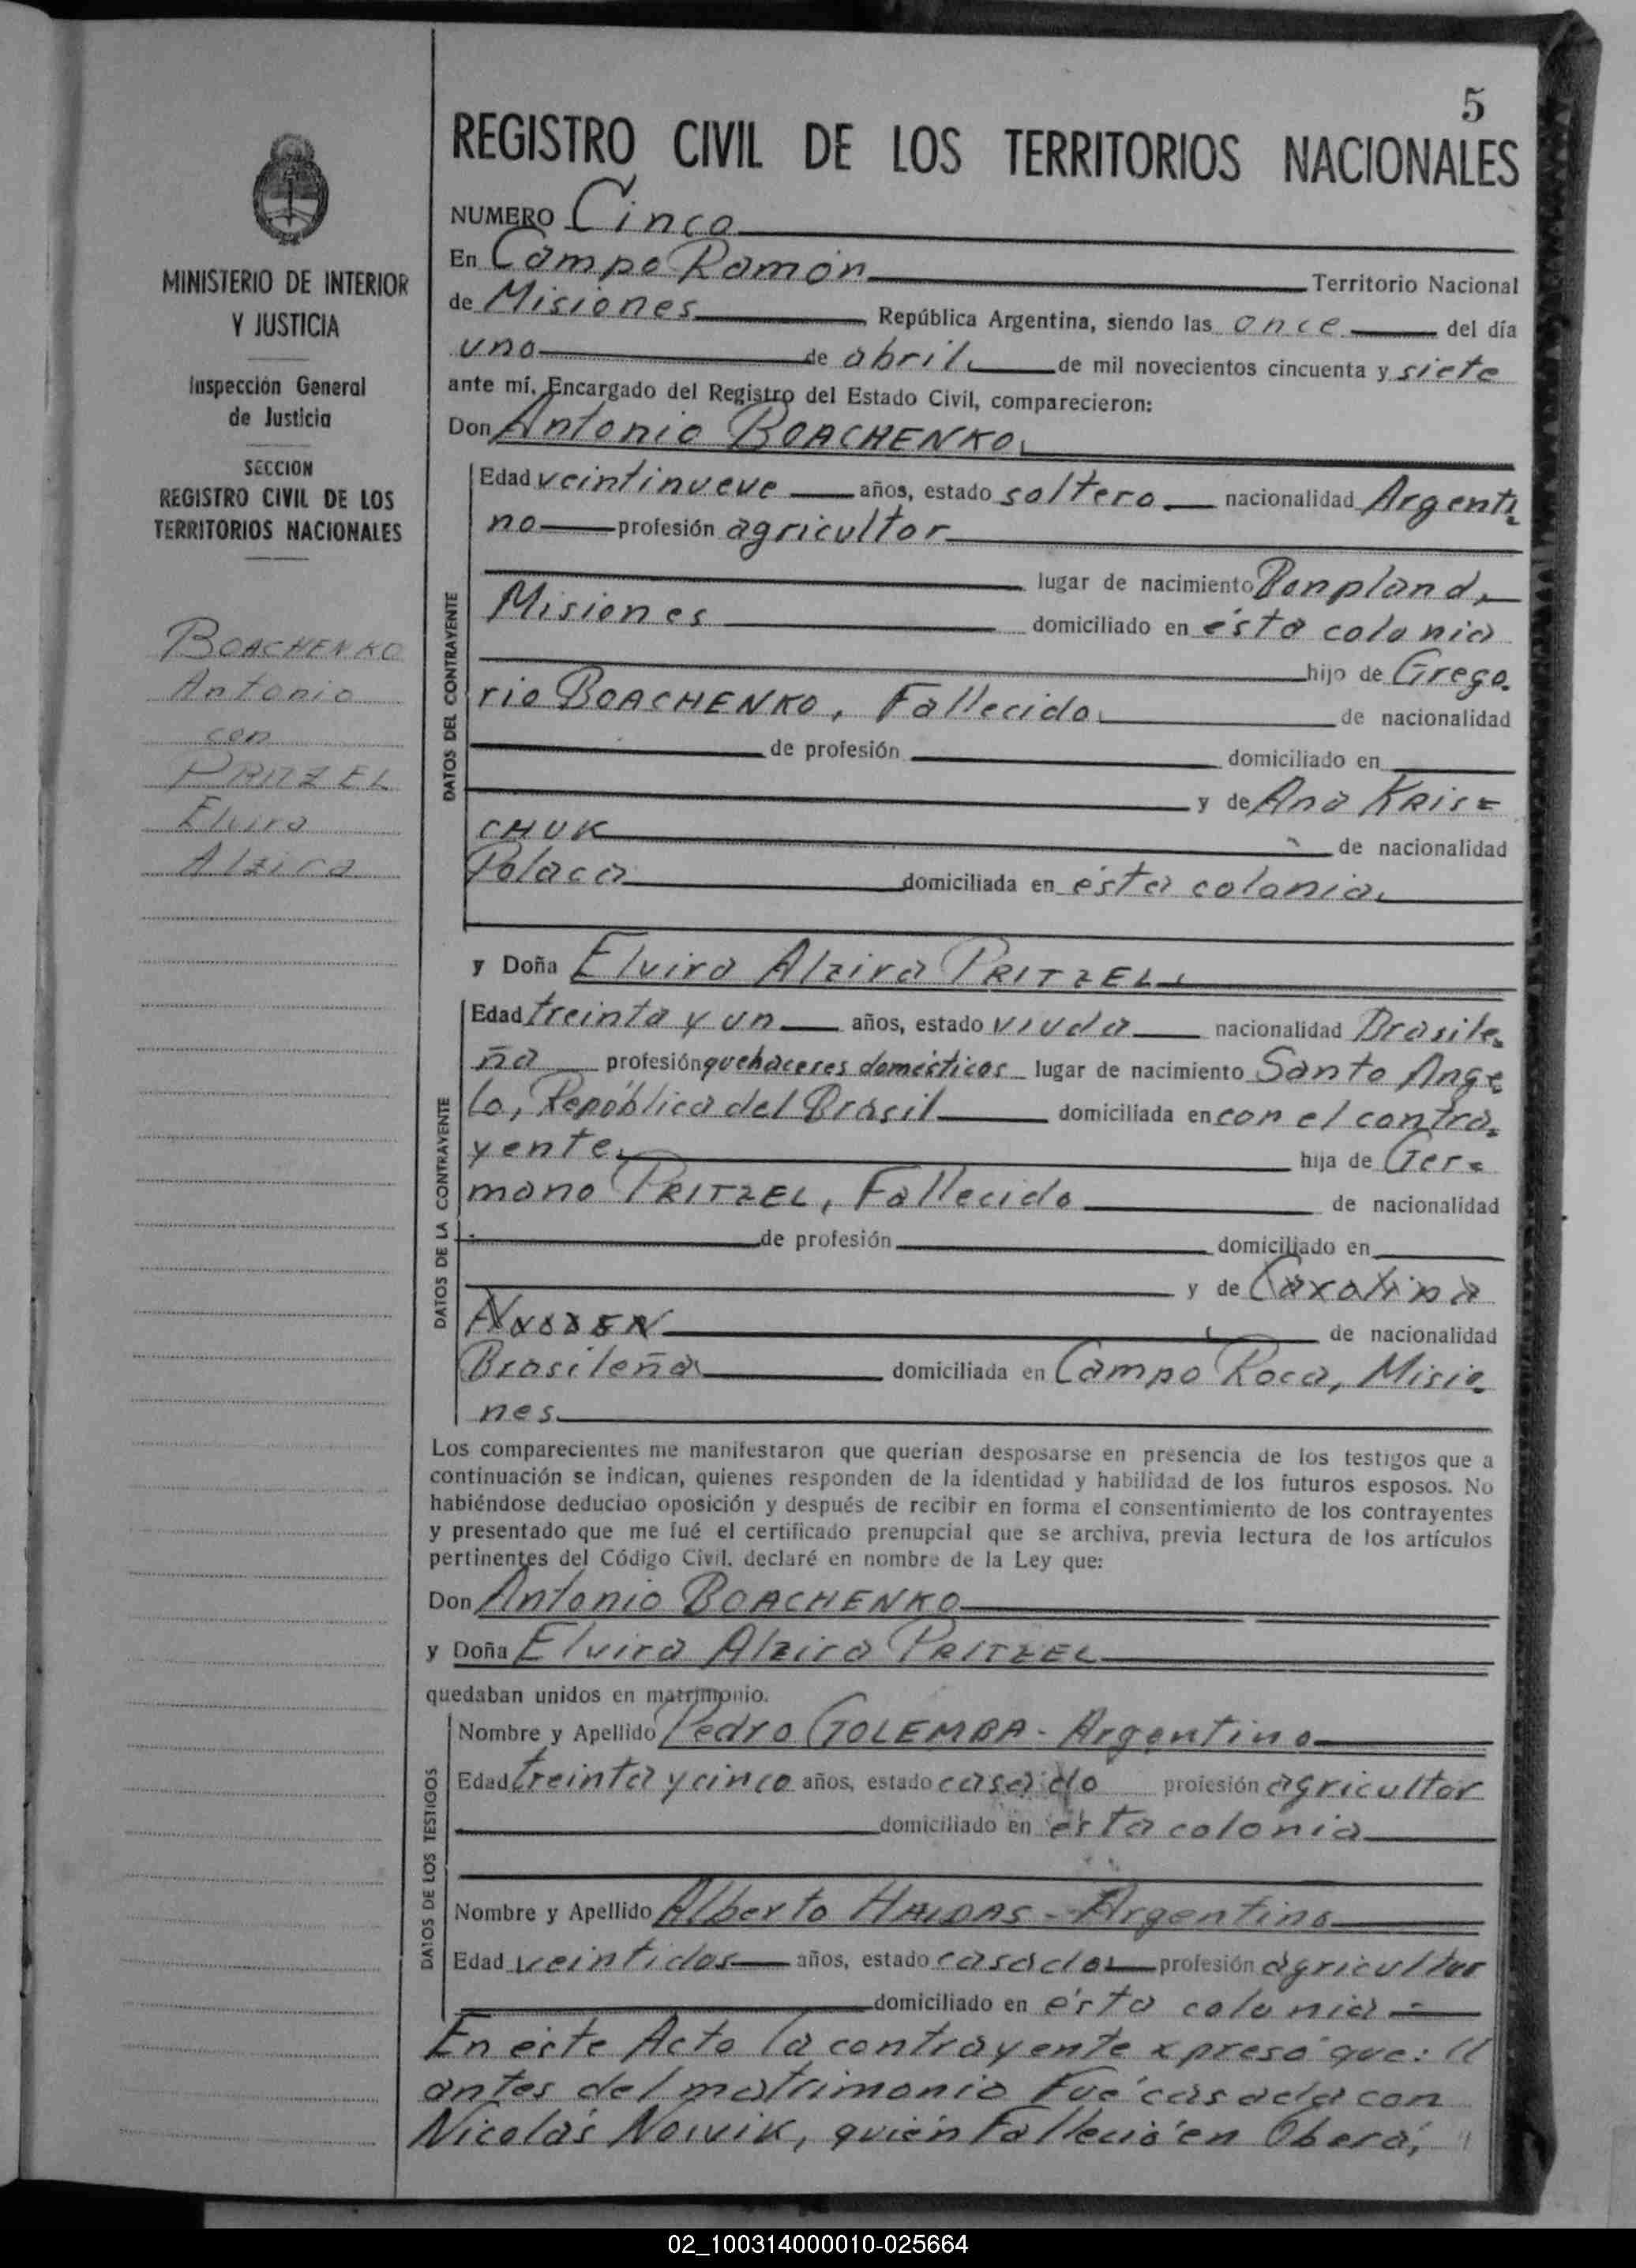 5
REGISTRO CIVIL DE LOS TERRITORIOS NACIONALES
MINISTERIO DE INTERIOR
Y JUSTICIA
Inspección General
de Justicia
SECCION
REGISTRO CIVIL DE LOS
TERRITORIOS NACIONALES
BOACHENKO
Antonio
con
PRITZEL
Elvira
Alzira
NUMERO Cinco
En Campo Ramón Territorio Nacional
de Misiones República Argentina, siendo las once del día
uno de abril de mil novecientos cincuenta y siete
ante mí, Encargado del Registro del Estado Civil, comparecieron:
Don Antonio BOACHENKO
DATOS DEL CONTRAYENTE
Edad veintinueve años, estado soltero nacionalidad Argenti-
no profesión agricultor
lugar de nacimiento Bonpland,
Misiones domiciliado en ésta colonia
hijo de Grego-
rio BOACHENKO, Fallecido de nacionalidad
de profesión domiciliado en
y de Ana KRIS=
CHUK de nacionalidad
Polaca domiciliada en ésta colonia.
y Doña Elvira Alzira PRITZEL
DATOS DE LA CONTRAYENTE
Edad treinta y un años, estado viuda nacionalidad Brasile-
ña profesión quehaceres domésticos lugar de nacimiento Santo Ange
lo, República del Brásil domiciliada en con el contra-
yente. hija de Ger=
mano PRITZEL, Fallecido de nacionalidad
de profesión domiciliado en
y de
de nacionalidad
Brasileña domiciliada en Campo Roca, Misio-
nes
Los comparecientes me manifestaron que querían desposarse en presencia de los testigos que a
continuación se indican, quienes responden de la identidad y habilidad de los futuros esposos. No
habiéndose deducido oposición y después de recibir en forma el consentimiento de los contrayentes
y presentado que me fué el certificado prenupcial que se archiva, previa lectura de los artículos
pertinentes del Código Civil, declaré en nombre de la Ley que:
Don Antonio BOACHENKO
y Doña Elvira Alzira PRITZEL
quedaban unidos en matrimonio.
DATOS DE LOS TESTIGOS
Nombre y Apellido Pedro GOLEMBA - Argentino
Edad treinta y cinco años, estado casado profesión agricultor
domiciliado en ésta colonia
Nombre y Apellido Alberto HAIDAS - Argentino
Edad veintidos años, estado casado profesión agricultor
domiciliado en ésta colonia -
En éste Acto la contrayente xpresó que:
antes del matrimonio Fué casada con
Nicolás Nowik, quién Falleció en Oberá,
02_100314000010-025664